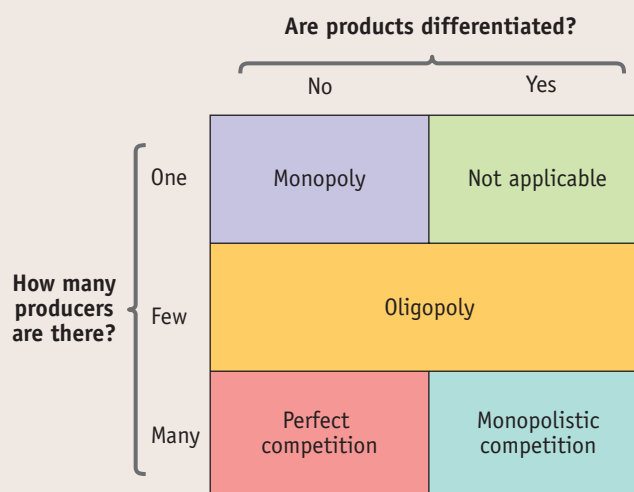 Are products differentiated?
No
Yes
One
Monopoly
Not applicable
How many
producers
are there?
Few
Oligopoly
Many
Perfect
competition
Monopolistic
competition